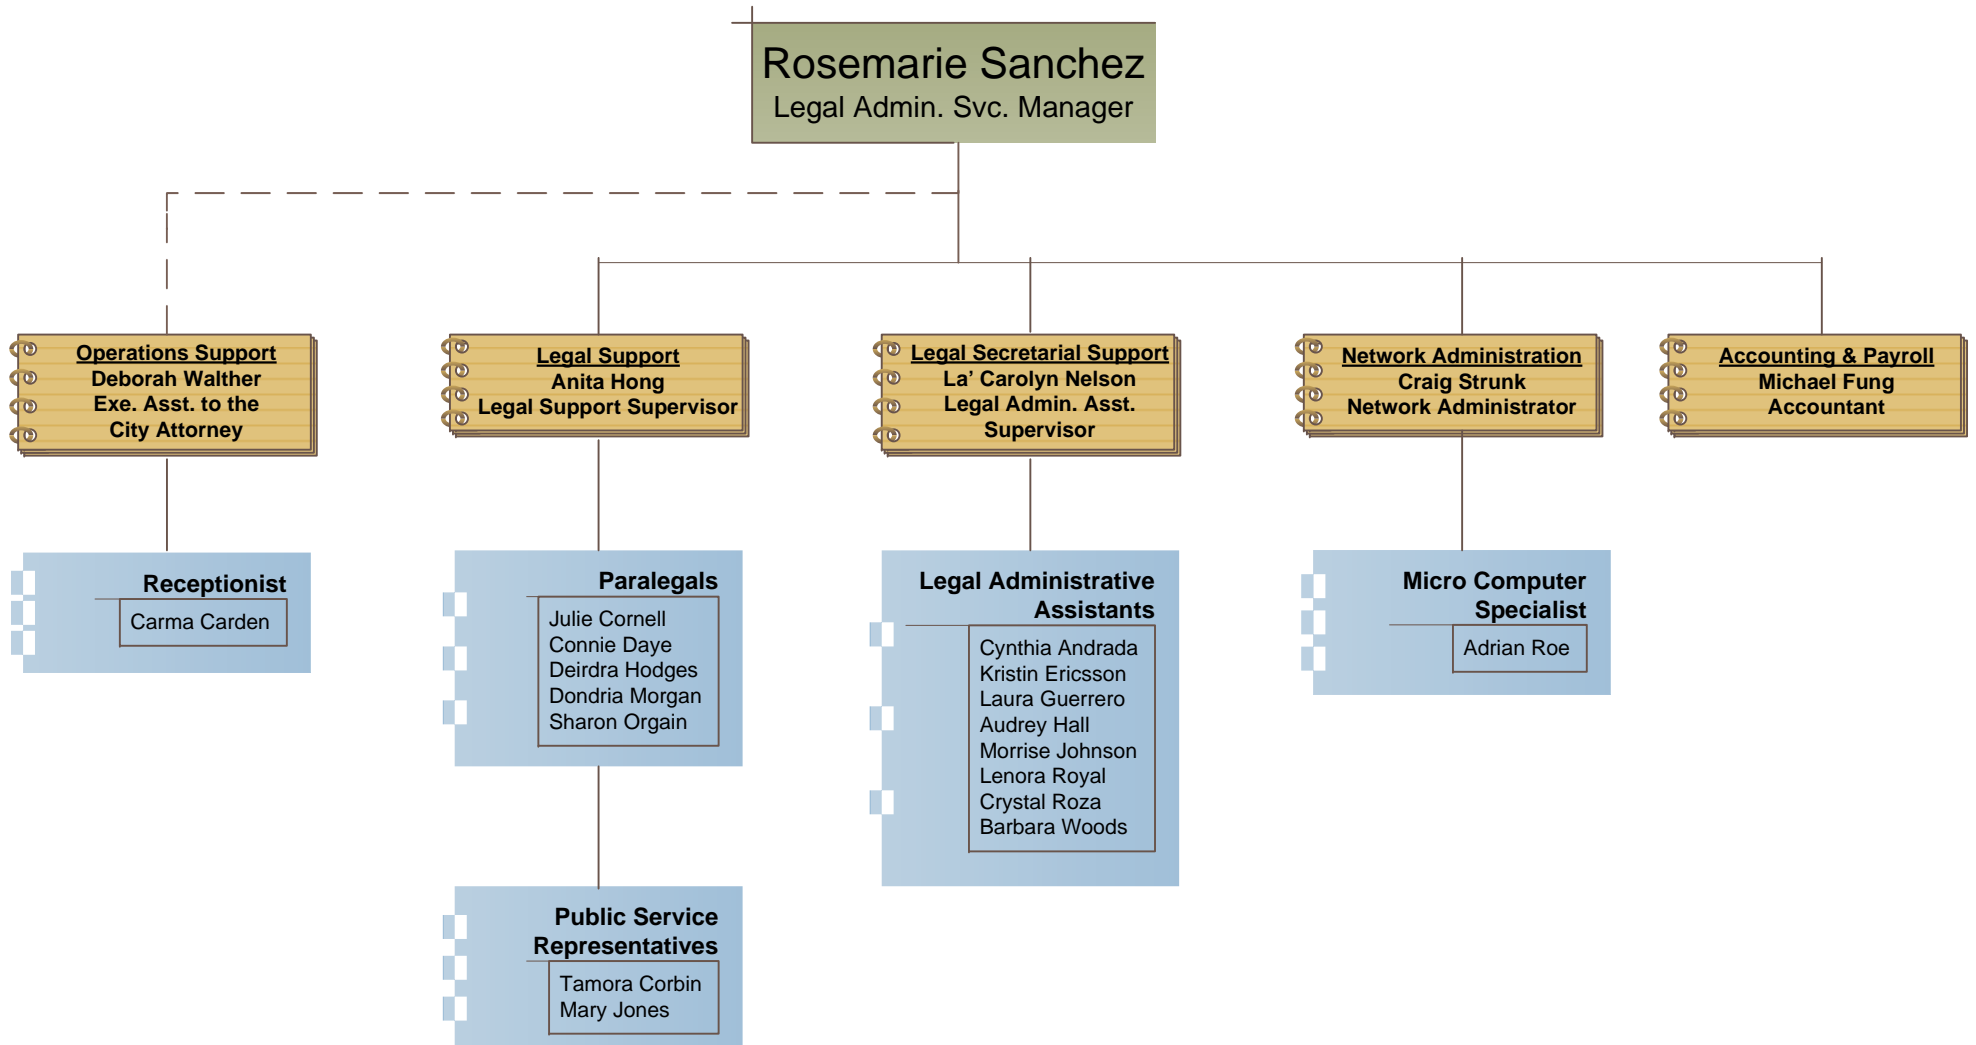 Rosemarie Sanchez
Legal Admin. Svc. Manager
Operations Support
Deborah Walther
Exe. Asst. to the
City Attorney
Legal Support
Anita Hong
Legal Support Supervisor
Legal Secretarial Support
La’ Carolyn Nelson
Legal Admin. Asst.
Supervisor
Network Administration
Craig Strunk
Network Administrator
Accounting & Payroll
Michael Fung
Accountant
Receptionist
Carma Carden
Paralegals
Julie Cornell
Connie Daye
Deirdra Hodges
Dondria Morgan
Sharon Orgain
Legal Administrative
Assistants
Cynthia Andrada
Kristin Ericsson
Laura Guerrero
Audrey Hall
Morrise Johnson
Lenora Royal
Crystal Roza
Barbara Woods
Micro Computer
Specialist
Adrian Roe
Public Service
Representatives
Tamora Corbin
Mary Jones